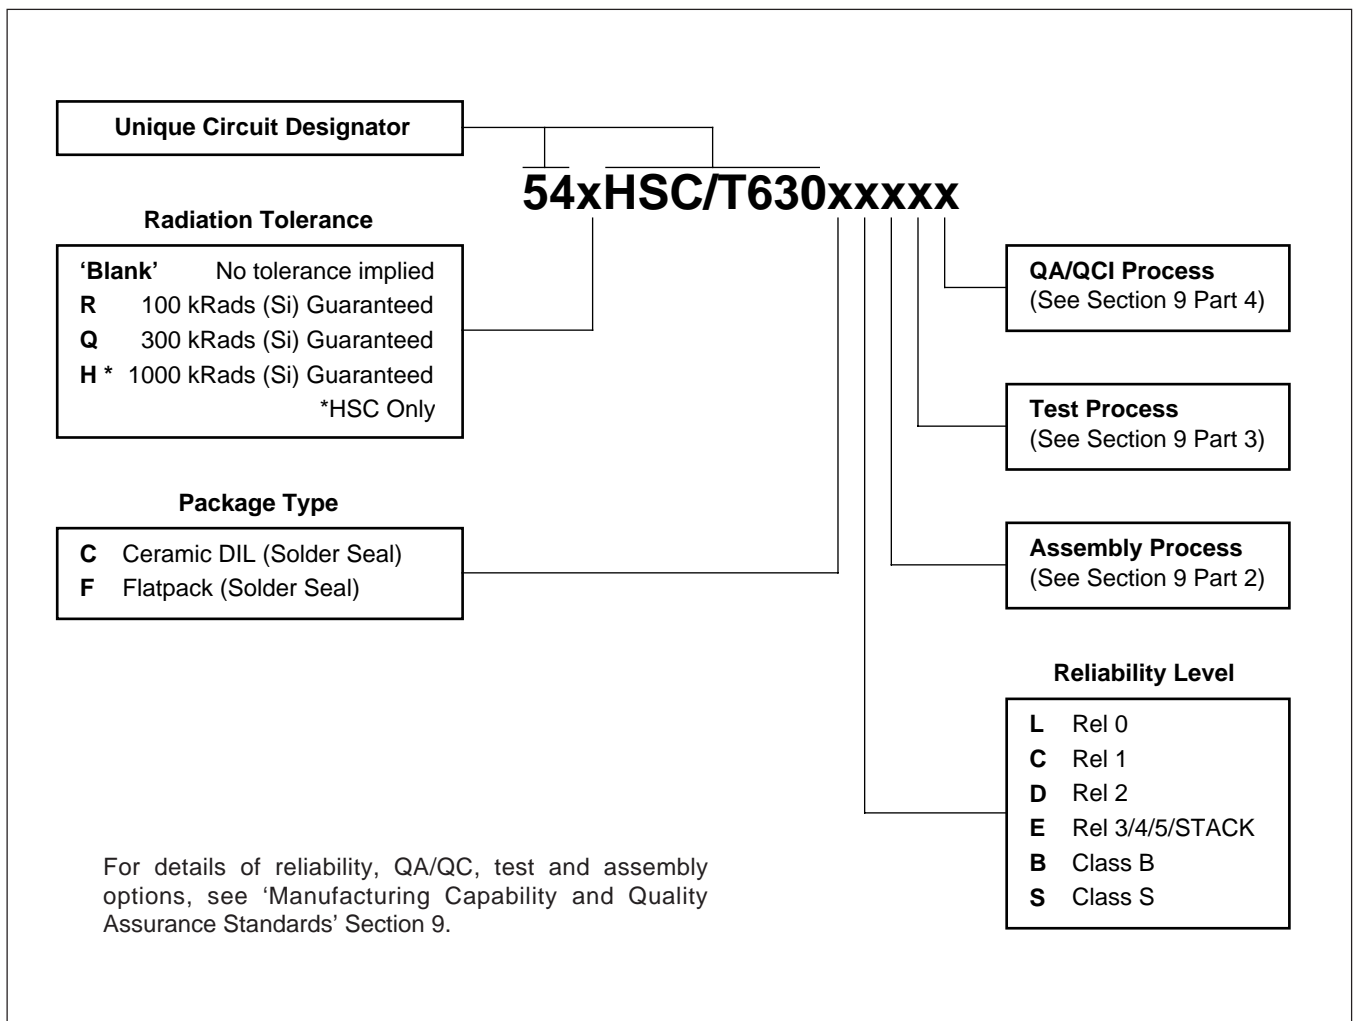 Unique Circuit Designator
54xHSC/T630xxxxx
Radiation Tolerance
‘Blank’ No tolerance implied
R 100 kRads (Si) Guaranteed
Q 300 kRads (Si) Guaranteed
H * 1000 kRads (Si) Guaranteed
*HSC Only
Package Type
C Ceramic DIL (Solder Seal)
F Flatpack (Solder Seal)
QA/QCI Process
(See Section 9 Part 4)
Test Process
(See Section 9 Part 3)
Assembly Process
(See Section 9 Part 2)
Reliability Level
L Rel 0
C Rel 1
D Rel 2
E Rel 3/4/5/STACK
B Class B
S Class S
For details of reliability, QA/QC, test and assembly
options, see ‘Manufacturing Capability and Quality
Assurance Standards’ Section 9.